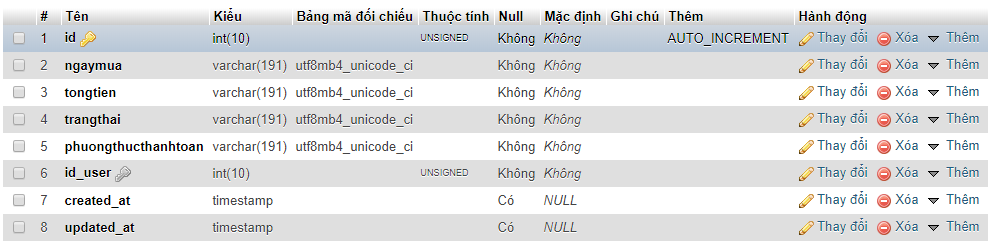 # Tên Kiểu Bảng mã đối chiếu Thuộc tính Null Mặc định Ghi chú Thêm Hành động
1 id int(10) UNSIGNED Không Không AUTO_INCREMENT Thay đổi Xóa Thêm
2 ngaymua varchar(191) utf8mb4_unicode_ci Không Không Thay đổi Xóa Thêm
3 tongtien varchar(191) utf8mb4_unicode_ci Không Không Thay đổi Xóa Thêm
4 trangthai varchar(191) utf8mb4_unicode_ci Không Không Thay đổi Xóa Thêm
5 phuongthucthanhtoan varchar(191) utf8mb4_unicode_ci Không Không Thay đổi Xóa Thêm
6 id_user int(10) UNSIGNED Không Không Thay đổi Xóa Thêm
7 created_at timestamp Có NULL Thay đổi Xóa Thêm
8 updated_at timestamp Có NULL Thay đổi Xóa Thêm